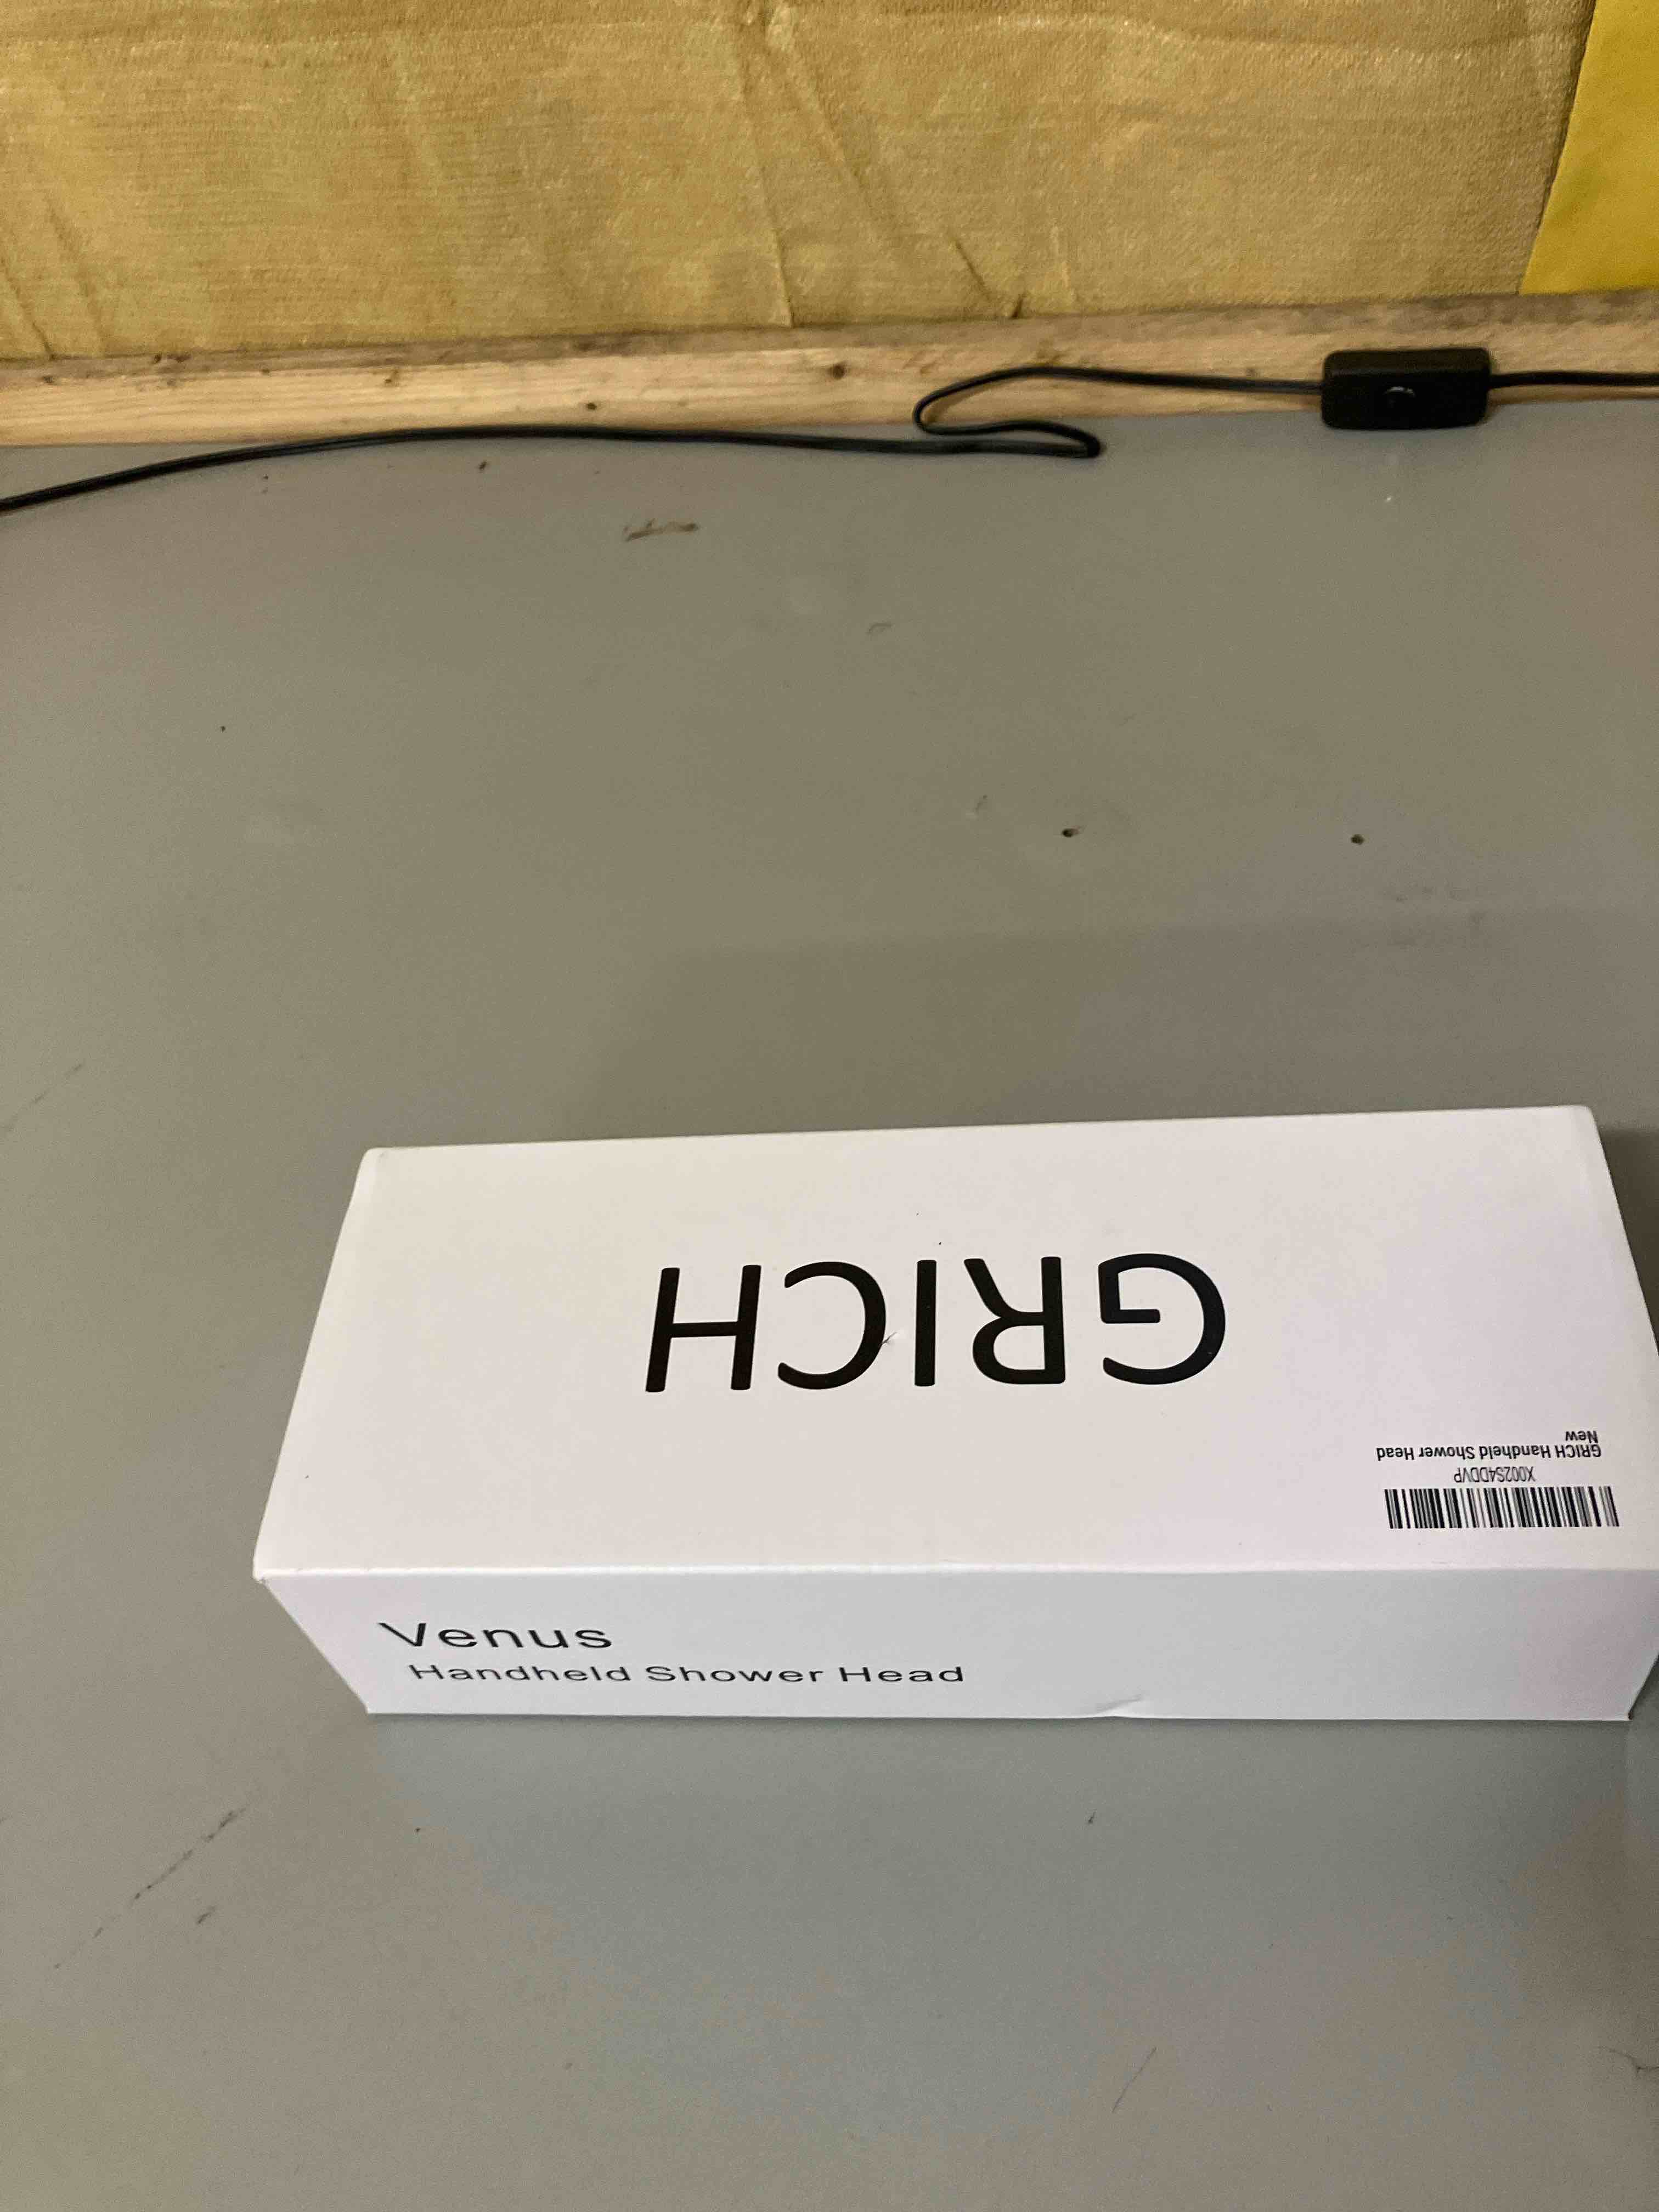 GRICH
X002S4DDVP
GRICH Handheld Shower Head
New
Venus
Handheld Shower Head